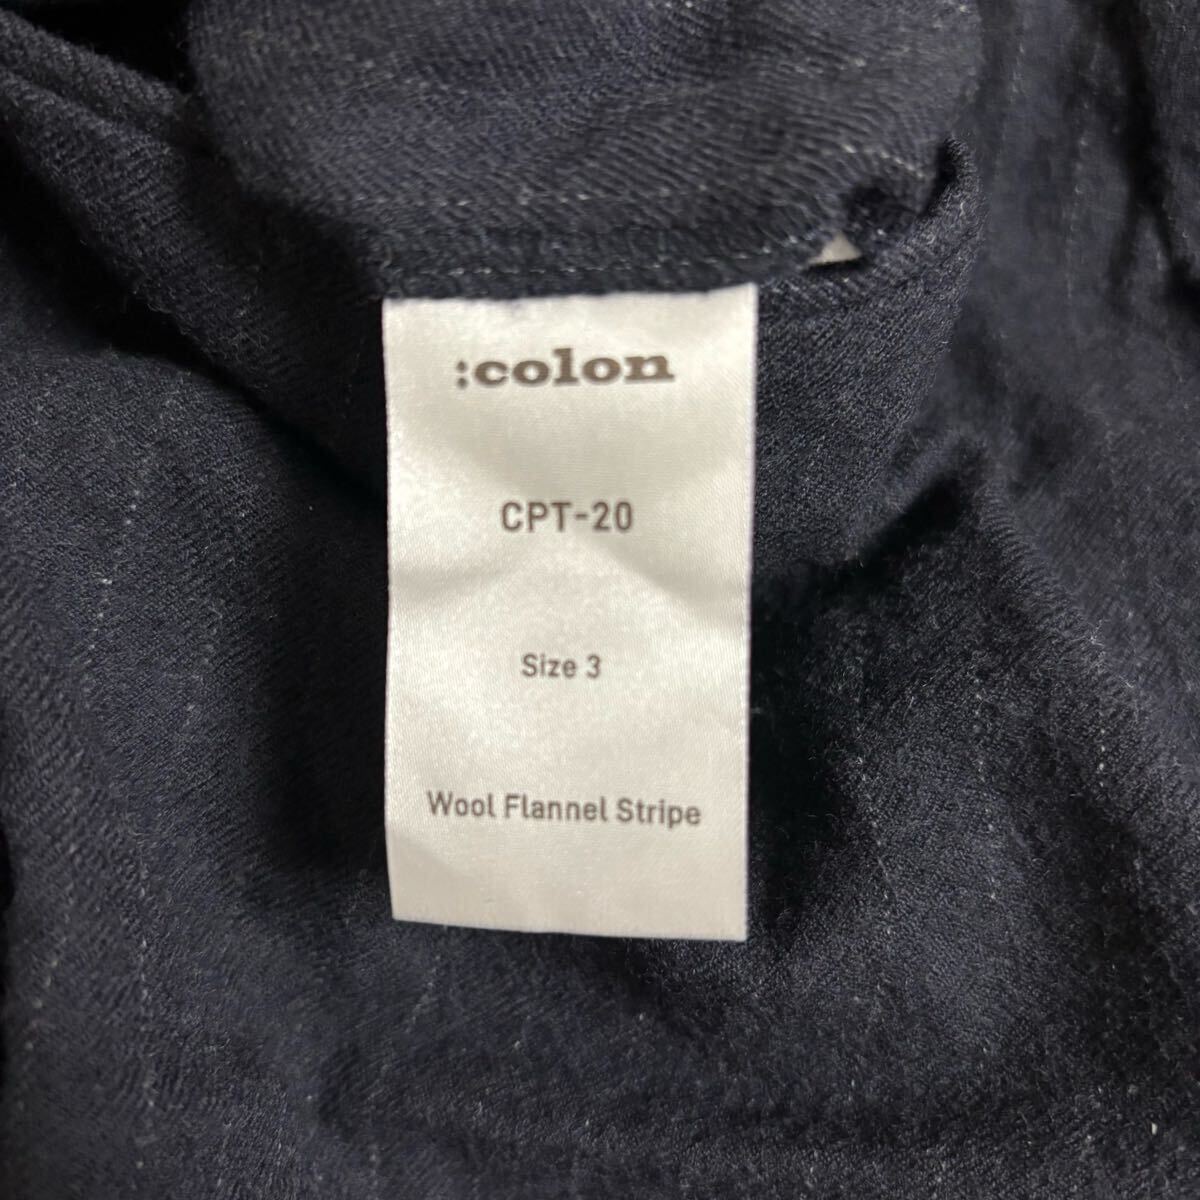 :colon
CPT-20
Size 3
Wool Flannel Stripe